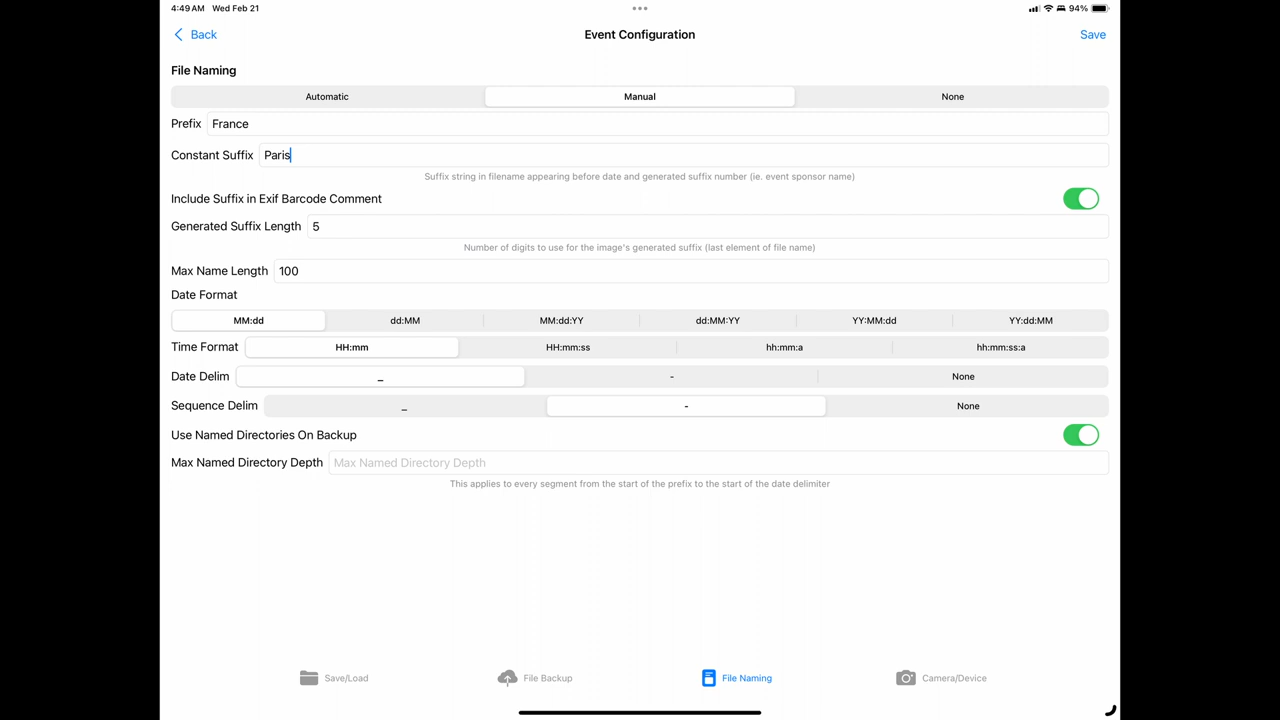 4:49 AM Wed Feb 21 ••• 94%
Back Event Configuration Save
File Naming
Automatic Manual None
Prefix France
Constant Suffix Paris
Suffix string in filename appearing before date and generated suffix number (ie. event sponsor name)
Include Suffix in Exif Barcode Comment
Generated Suffix Length 5
Number of digits to use for the image's generated suffix (last element of file name)
Max Name Length 100
Date Format
MM:dd dd:MM MM:dd:YY dd:MM:YY YY:MM:dd YY:dd:MM
Time Format HH:mm HH:mm:ss hh:mm:a hh:mm:ss:a
Date Delim _ - None
Sequence Delim _ - None
Use Named Directories On Backup
Max Named Directory Depth Max Named Directory Depth
This applies to every segment from the start of the prefix to the start of the date delimiter
Save/Load File Backup File Naming Camera/Device